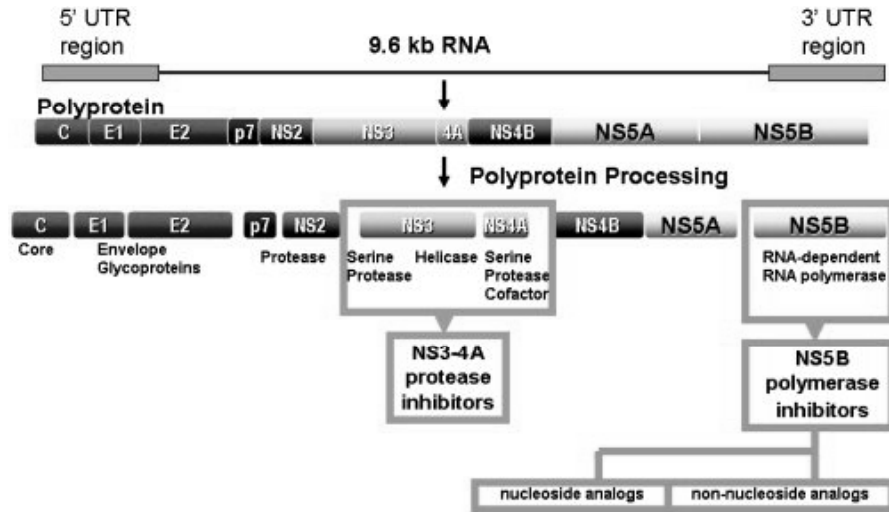 5' UTR
region
9.6 kb RNA
3' UTR
region
Polyprotein
C E1 E2 p7 NS2 NS3 4A NS4B NS5A NS5B
Polyprotein Processing
C E1 E2 p7 NS2 NS3 NS4A NS4B NS5A NS5B
Core
Envelope
Glycoproteins
Protease
Serine
Protease
Helicase
Serine
Protease
Cofactor
RNA-dependent
RNA polymerase
NS3-4A
protease
inhibitors
NS5B
polymerase
inhibitors
nucleoside analogs
non-nucleoside analogs